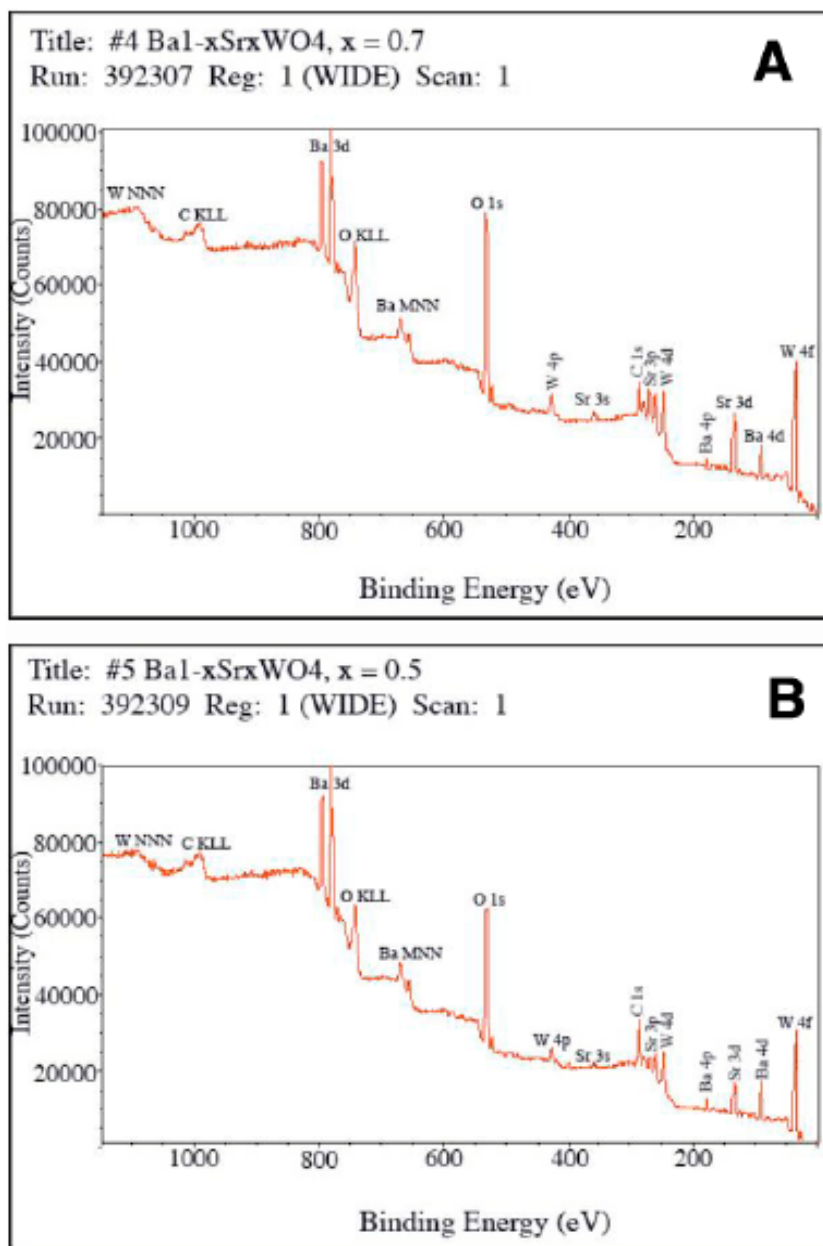 Title: #4 Ba1-xSrxWO4, x = 0.7
Run: 392307 Reg: 1 (WIDE) Scan: 1
A
100000
80000
60000
40000
20000
Intensity (Counts)
W NNN
C KLL
Ba 3d
O KLL
Ba MNN
O 1s
W 4p
Sr 3s
C 1s
Sr 3p
W 4d
Ba 4p
Sr 3d
Ba 4d
W 4f
1000 800 600 400 200
Binding Energy (eV)
Title: #5 Ba1-xSrxWO4, x = 0.5
Run: 392309 Reg: 1 (WIDE) Scan: 1
B
100000
80000
60000
40000
20000
Intensity (Counts)
W NNN
C KLL
Ba 3d
O KLL
Ba MNN
O 1s
W 4p
Sr 3s
C 1s
Sr 3p
W 4d
Ba 4p
Sr 3d
Ba 4d
W 4f
1000 800 600 400 200
Binding Energy (eV)